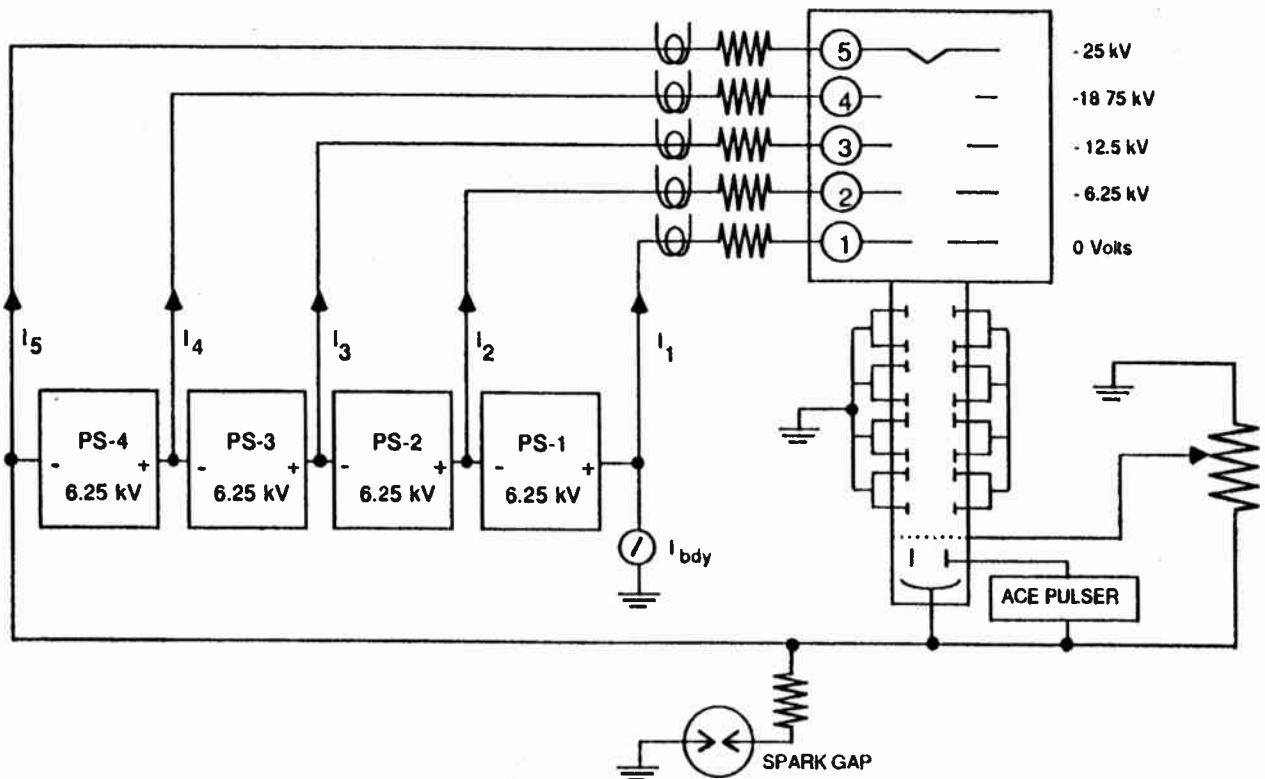 5
- 25 kV
4
-18 75 kV
3
- 12.5 kV
2
- 6.25 kV
1
0 Volts
I5
I4
I3
I2
I1
PS-4
- +
6.25 kV
PS-3
- +
6.25 kV
PS-2
- +
6.25 kV
PS-1
- +
6.25 kV
I bdy
ACE PULSER
SPARK GAP